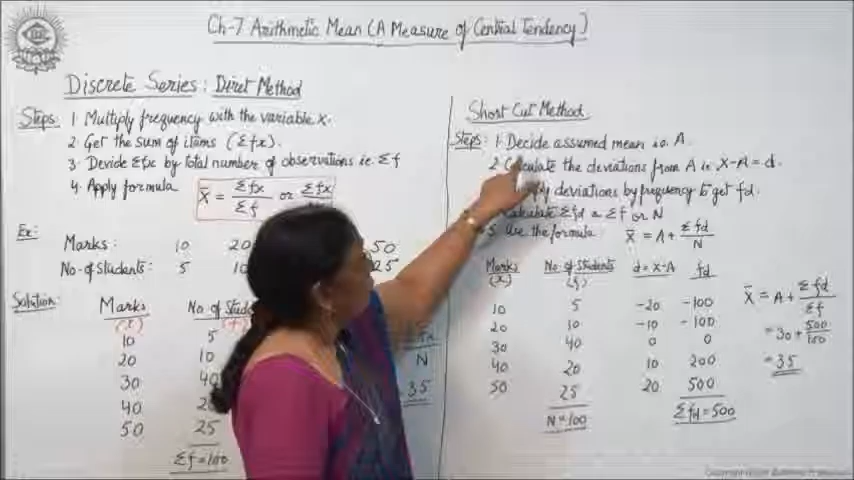 Ch-7 Arithmetic Mean (A Measure of Central Tendency)
Discrete Series: Diret Method
Steps: 1. Multiply frequency with the variable X.
2. Get the sum of items (Σfx)
3. Devide Σfx by total number of observations i.e. Σf
4. Apply formula X̄ = Σfx/Σf or Σfx
Ex:
Marks: 10 20 50
No. of Students: 5 10 25
Solution:
Marks (x) No. of (f)
10 5
20 10
30 40
40
50 25
Σf = 100
N
35
Short Cut Method
Steps: 1. Decide assumed mean i.e. A.
2. Calculate the deviations from A i.e. X-A = d.
deviations by frequency to get fd.
Calculate Σfd & Σf or N
5. Use the formula X̄ = A + Σfd/N
Marks (x) No. of Students (f) d = X-A fd
10 5 -20 -100
20 10 -10 -100
30 40 0 0
40 20 10 200
50 25 20 500
N = 100 Σfd = 500
X̄ = A + Σfd/Σf
= 30 + 500/100
= 35